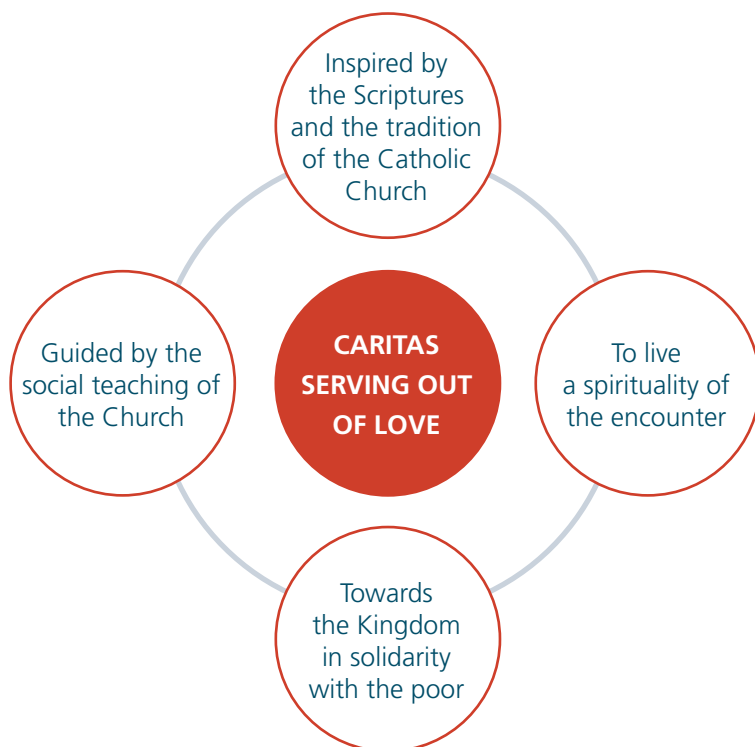 Inspired by
the Scriptures
and the tradition
of the Catholic
Church
Guided by the
social teaching of
the Church
CARITAS
SERVING OUT
OF LOVE
To live
a spirituality of
the encounter
Towards
the Kingdom
in solidarity
with the poor